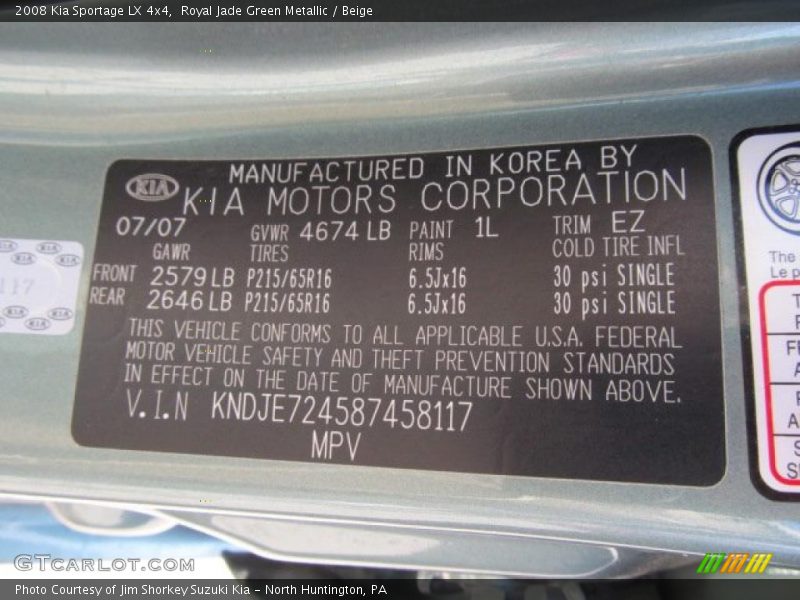 2008 Kia Sportage LX 4x4,  Royal Jade Green Metallic / Beige
MANUFACTURED IN KOREA BY
KIA KIA MOTORS CORPORATION
07/07 GVWR 4674 LB PAINT 1L TRIM EZ
GAWR TIRES RIMS COLD TIRE INFL
FRONT 2579 LB P215/65R16 6.5Jx16 30 psi SINGLE
REAR 2646 LB P215/65R16 6.5Jx16 30 psi SINGLE
THIS VEHICLE CONFORMS TO ALL APPLICABLE U.S.A. FEDERAL
MOTOR VEHICLE SAFETY AND THEFT PREVENTION STANDARDS
IN EFFECT ON THE DATE OF MANUFACTURE SHOWN ABOVE.
V.I.N KNDJE724587458117
MPV
117
The
Le p
GTCARLOT.COM
Photo Courtesy of Jim Shorkey Suzuki Kia – North Huntington, PA